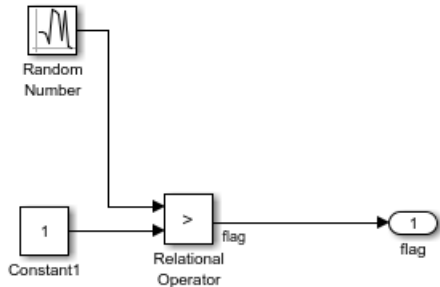 Random
Number
1
Constant1
>
Relational
Operator
flag
1
flag